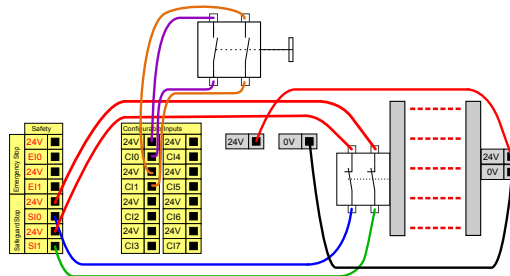 Safety
Emergency Stop
24V
EI0
24V
EI1
Safeguard Stop
24V
SI0
24V
SI1
Configurable Inputs
24V 24V
CI0 CI4
24V 24V
CI1 CI5
24V 24V
CI2 CI6
24V 24V
CI3 CI7
24V 0V
24V
0V